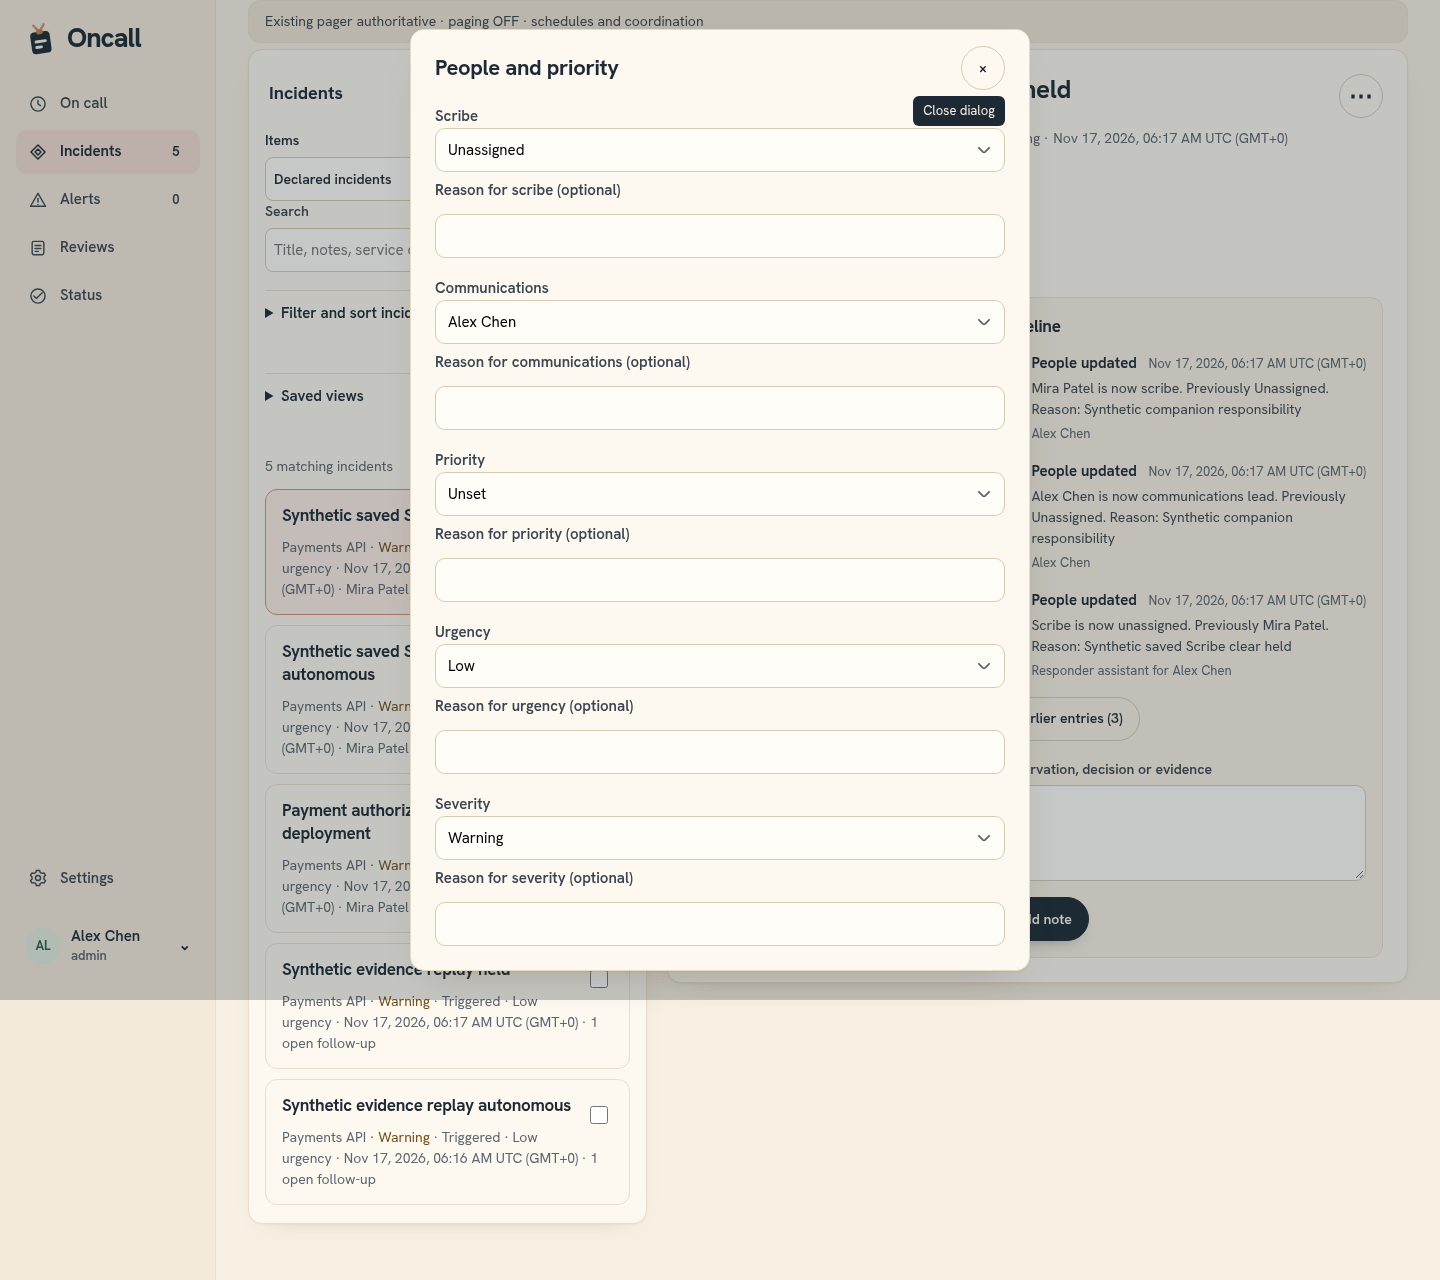 Oncall
On call
Incidents 5
Alerts 0
Reviews
Status
Settings
AL
Alex Chen
admin
Existing pager authoritative · paging OFF · schedules and coordination
Incidents
Items
Declared incidents
Search
Title, notes, service
Filter and sort
Saved views
5 matching incidents
Synthetic saved
Payments API ·
urgency · Nov 17,
(GMT+0) · Mira Patel
Synthetic saved
autonomous
Payments API ·
urgency · Nov 17,
(GMT+0) · Mira Patel
Payment
deployment
Payments API ·
urgency · Nov 17,
(GMT+0) · Mira Patel
Synthetic evidence replay held
Payments API · Warning · Triggered · Low
urgency · Nov 17, 2026, 06:17 AM UTC (GMT+0) · 1
open follow-up
Synthetic evidence replay autonomous
Payments API · Warning · Triggered · Low
urgency · Nov 17, 2026, 06:16 AM UTC (GMT+0) · 1
open follow-up
People and priority
×
Close dialog
Scribe
Unassigned
Reason for scribe (optional)
Communications
Alex Chen
Reason for communications (optional)
Priority
Unset
Reason for priority (optional)
Urgency
Low
Reason for urgency (optional)
Severity
Warning
Reason for severity (optional)
held
· Nov 17, 2026, 06:17 AM UTC (GMT+0)
People updated Nov 17, 2026, 06:17 AM UTC (GMT+0)
Mira Patel is now scribe. Previously Unassigned.
Reason: Synthetic companion responsibility
Alex Chen
People updated Nov 17, 2026, 06:17 AM UTC (GMT+0)
Alex Chen is now communications lead. Previously
Unassigned. Reason: Synthetic companion
responsibility
Alex Chen
People updated Nov 17, 2026, 06:17 AM UTC (GMT+0)
Scribe is now unassigned. Previously Mira Patel.
Reason: Synthetic saved Scribe clear held
Responder assistant for Alex Chen
entries (3)
decision or evidence
note